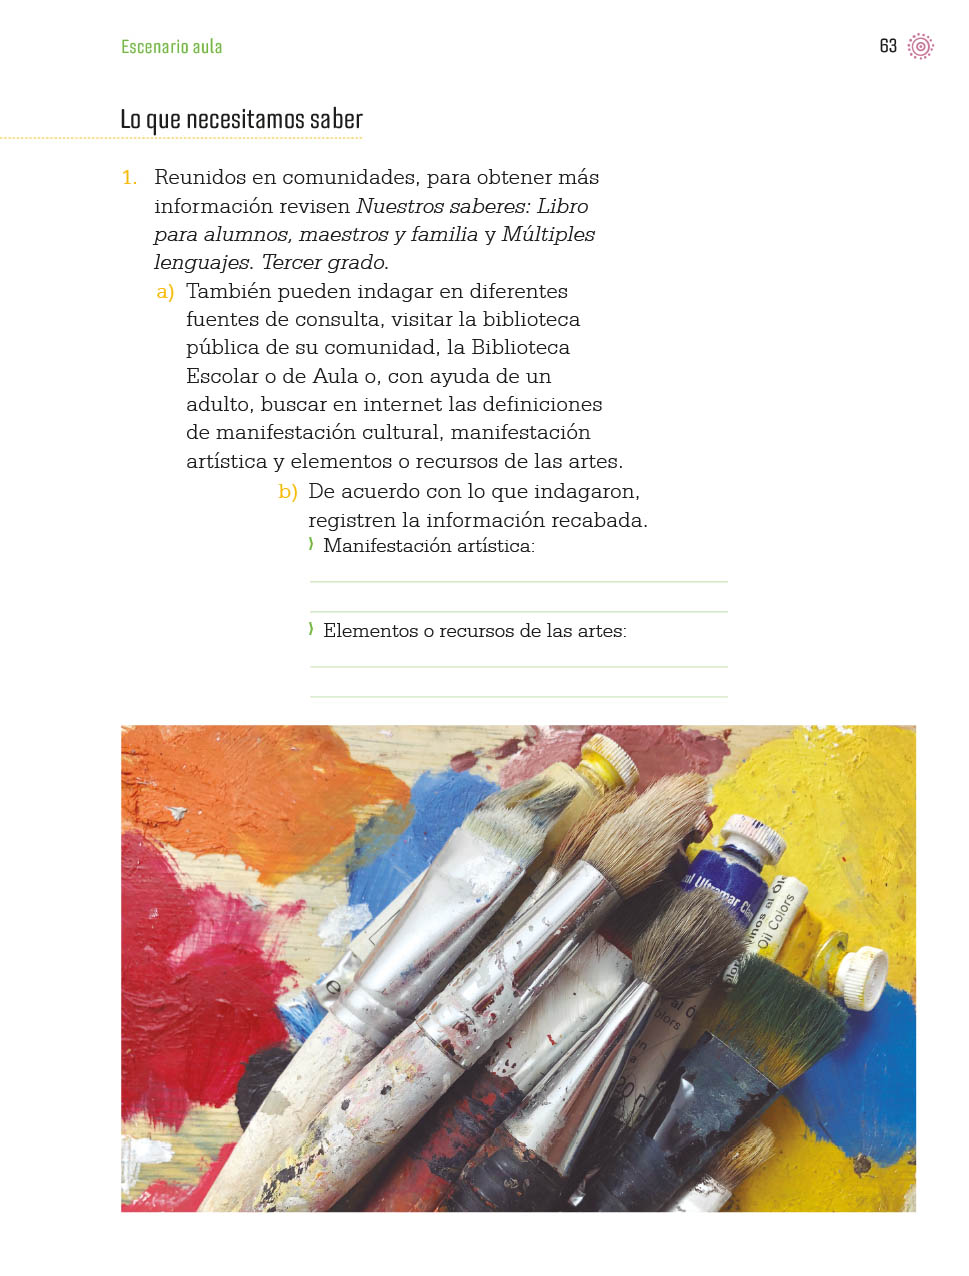 Escenario aula
63
Lo que necesitamos saber
1. Reunidos en comunidades, para obtener más
información revisen Nuestros saberes: Libro
para alumnos, maestros y familia y Múltiples
lenguajes. Tercer grado.
a) También pueden indagar en diferentes
fuentes de consulta, visitar la biblioteca
pública de su comunidad, la Biblioteca
Escolar o de Aula o, con ayuda de un
adulto, buscar en internet las definiciones
de manifestación cultural, manifestación
artística y elementos o recursos de las artes.
b) De acuerdo con lo que indagaron,
registren la información recabada.
Manifestación artística:
Elementos o recursos de las artes:
Ultramar
Oil Colors